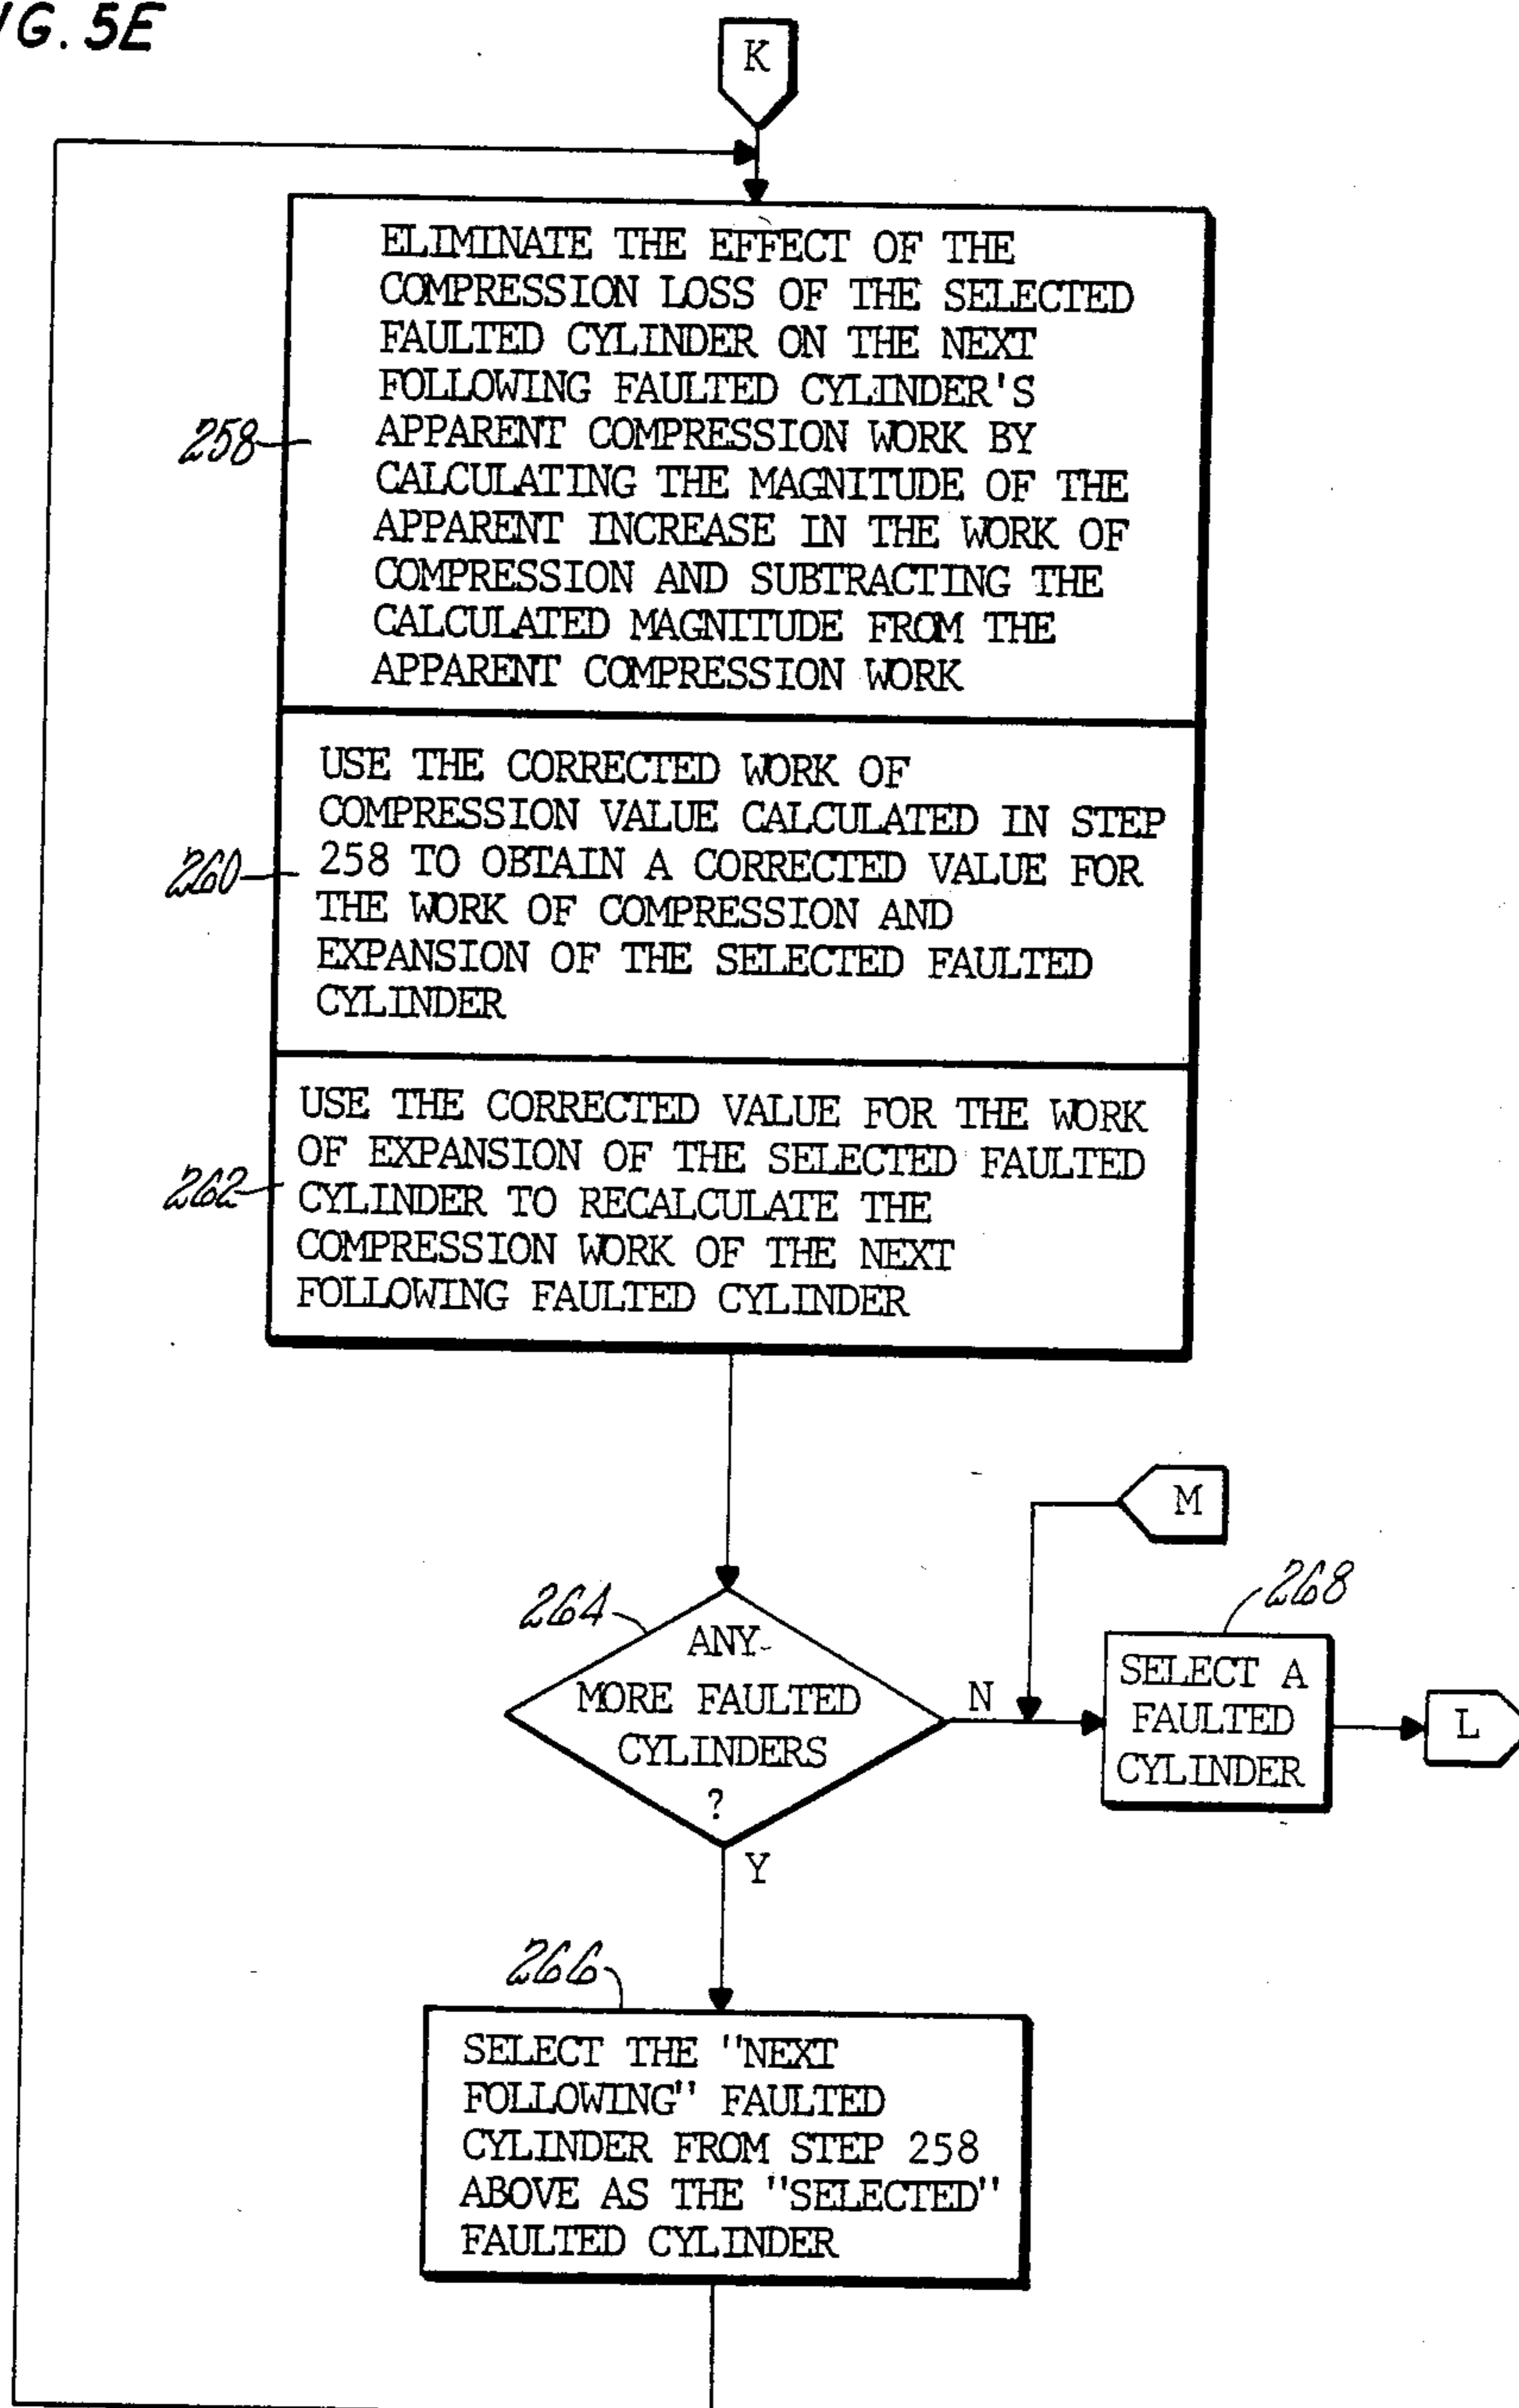 IG. 5E
K
ELIMINATE THE EFFECT OF THE
COMPRESSION LOSS OF THE SELECTED
FAULTED CYLINDER ON THE NEXT
FOLLOWING FAULTED CYLINDER'S
APPARENT COMPRESSION WORK BY
CALCULATING THE MAGNITUDE OF THE
APPARENT INCREASE IN THE WORK OF
COMPRESSION AND SUBTRACTING THE
CALCULATED MAGNITUDE FROM THE
APPARENT COMPRESSION WORK
258
USE THE CORRECTED WORK OF
COMPRESSION VALUE CALCULATED IN STEP
258 TO OBTAIN A CORRECTED VALUE FOR
THE WORK OF COMPRESSION AND
EXPANSION OF THE SELECTED FAULTED
CYLINDER
260
USE THE CORRECTED VALUE FOR THE WORK
OF EXPANSION OF THE SELECTED FAULTED
CYLINDER TO RECALCULATE THE
COMPRESSION WORK OF THE NEXT
FOLLOWING FAULTED CYLINDER
262
M
264
ANY
MORE FAULTED
CYLINDERS
?
N
268
SELECT A
FAULTED
CYLINDER
L
Y
266
SELECT THE "NEXT
FOLLOWING" FAULTED
CYLINDER FROM STEP 258
ABOVE AS THE "SELECTED"
FAULTED CYLINDER